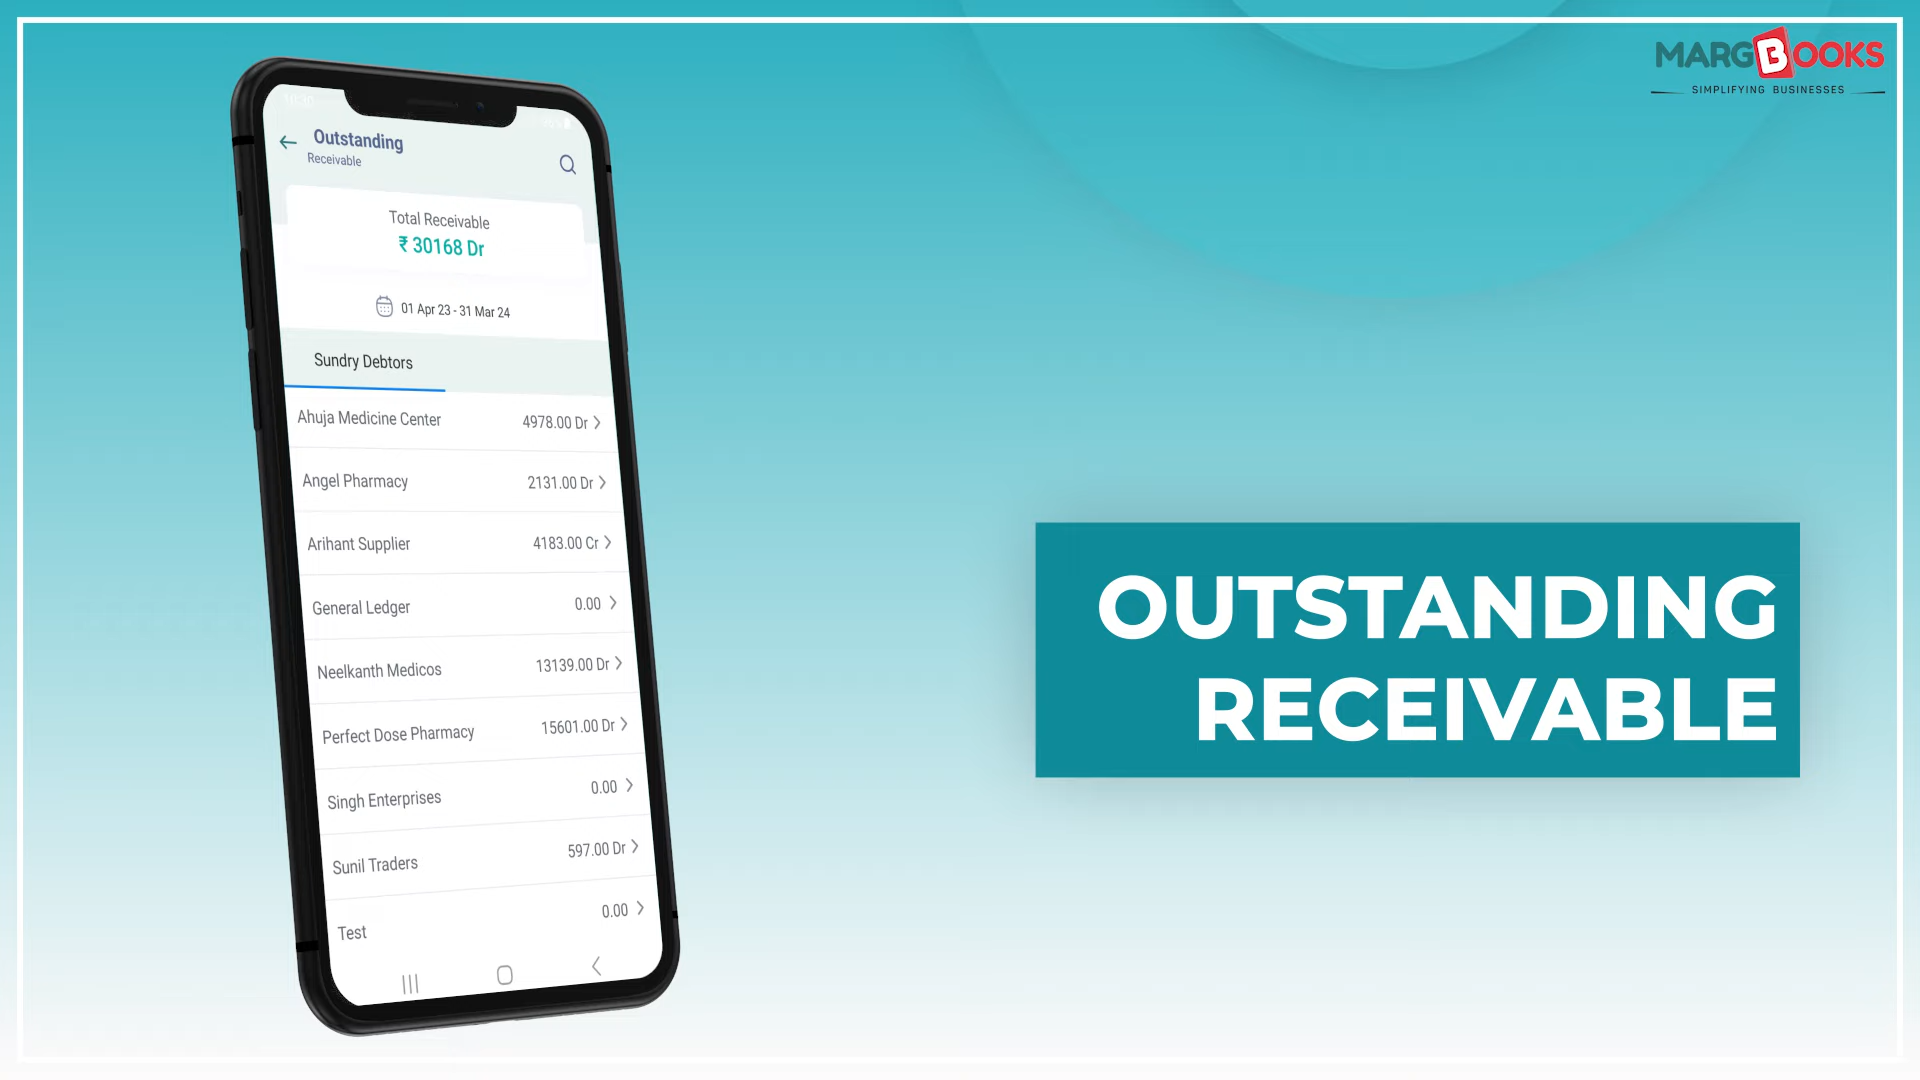 MARGBOOKS
SIMPLIFYING BUSINESSES
Outstanding
Receivable
Total Receivable
₹ 30168 Dr
01 Apr 23 - 31 Mar 24
Sundry Debtors
Ahuja Medicine Center 4978.00 Dr
Angel Pharmacy 2131.00 Dr
Arihant Supplier 4183.00 Cr
General Ledger 0.00
Neelkanth Medicos 13139.00 Dr
Perfect Dose Pharmacy 15601.00 Dr
Singh Enterprises 0.00
Sunil Traders 597.00 Dr
Test 0.00
OUTSTANDING
RECEIVABLE